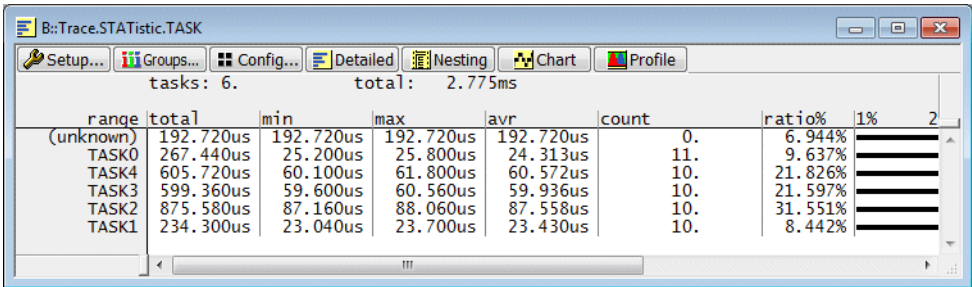 B::Trace.STATistic.TASK
Setup... Groups... Config... Detailed Nesting Chart Profile
tasks: 6. total: 2.775ms
range total min max avr count ratio% 1% 2
(unknown) 192.720us 192.720us 192.720us 192.720us 0. 6.944%
TASK0 267.440us 25.200us 25.800us 24.313us 11. 9.637%
TASK4 605.720us 60.100us 61.800us 60.572us 10. 21.826%
TASK3 599.360us 59.600us 60.560us 59.936us 10. 21.597%
TASK2 875.580us 87.160us 88.060us 87.558us 10. 31.551%
TASK1 234.300us 23.040us 23.700us 23.430us 10. 8.442%